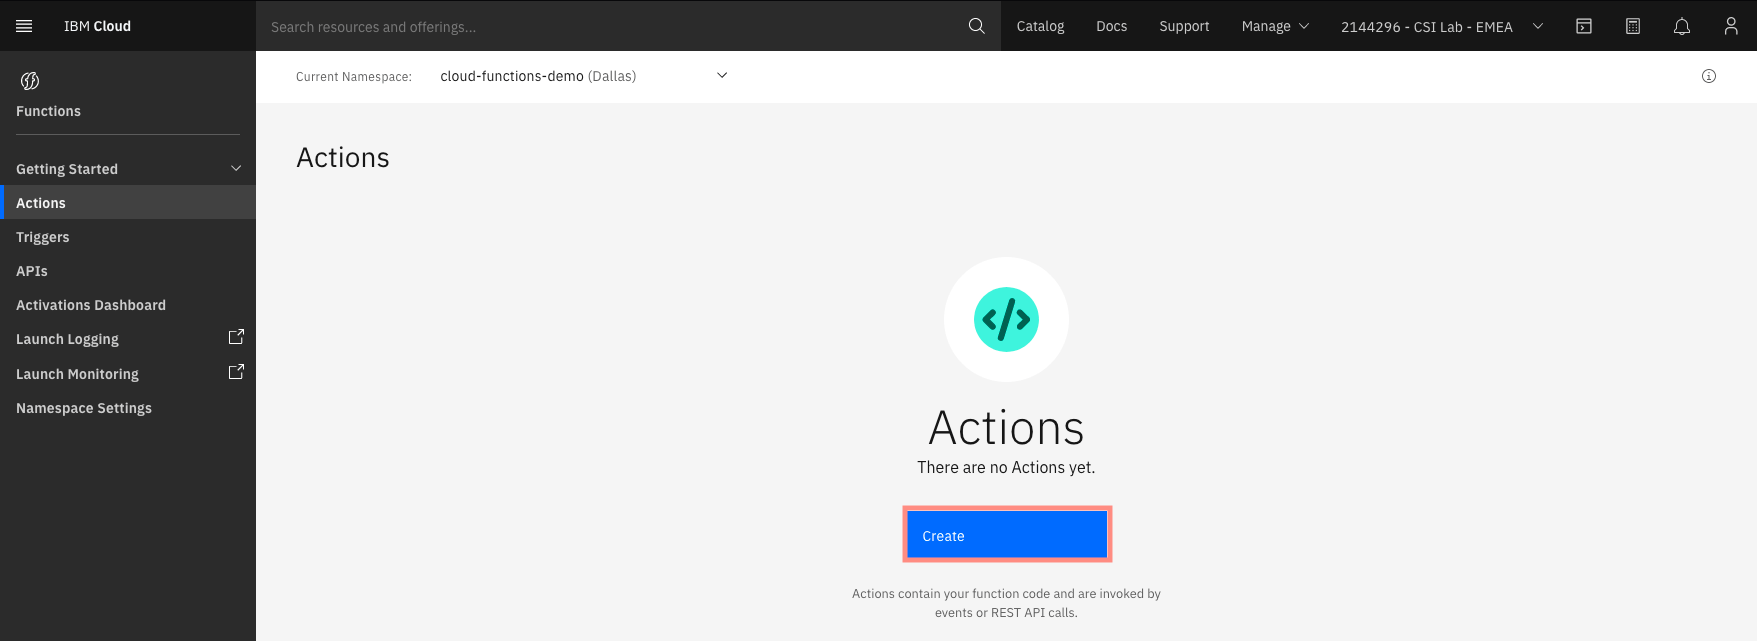 IBM Cloud
Search resources and offerings...
Catalog
Docs
Support
Manage
2144296 - CSI Lab - EMEA
Functions
Getting Started
Actions
Triggers
APIs
Activations Dashboard
Launch Logging
Launch Monitoring
Namespace Settings
Current Namespace:
cloud-functions-demo (Dallas)
Actions
Actions
There are no Actions yet.
Create
Actions contain your function code and are invoked by
events or REST API calls.